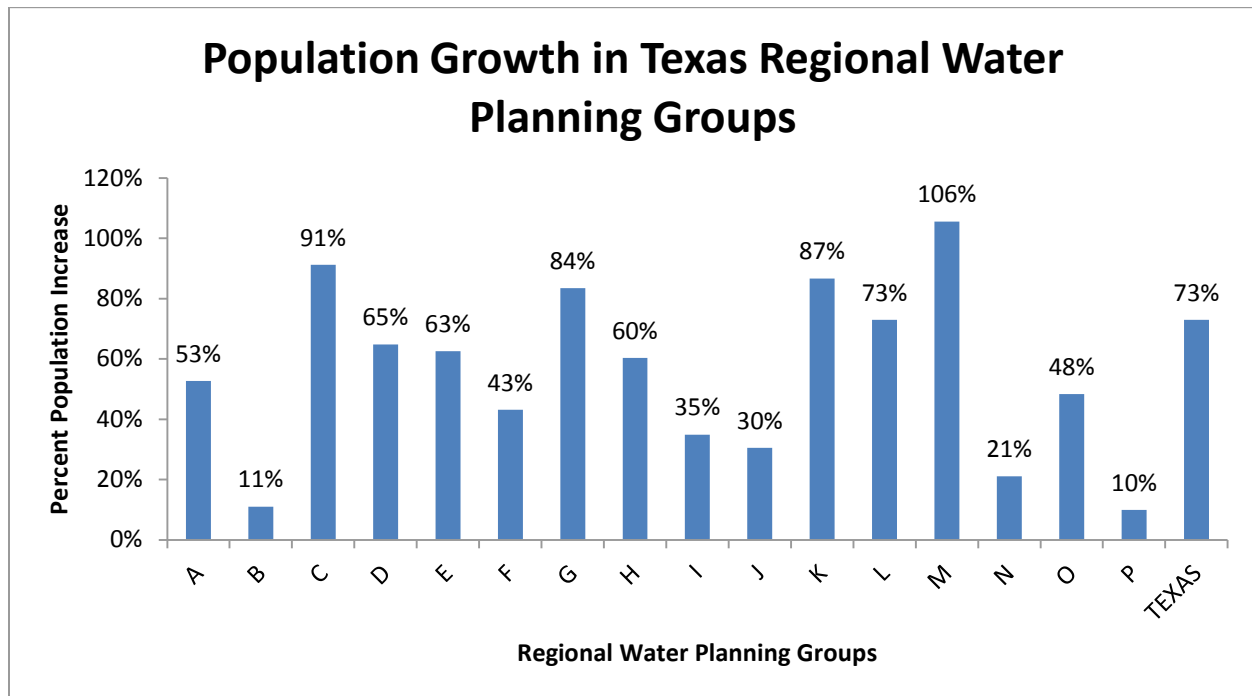 Population Growth in Texas Regional Water
Planning Groups
Percent Population Increase
120%
100%
80%
60%
40%
20%
0%
53%
11%
91%
65%
63%
43%
84%
60%
35%
30%
87%
73%
106%
21%
48%
10%
73%
A
B
C
D
E
F
G
H
I
J
K
L
M
N
O
P
TEXAS
Regional Water Planning Groups